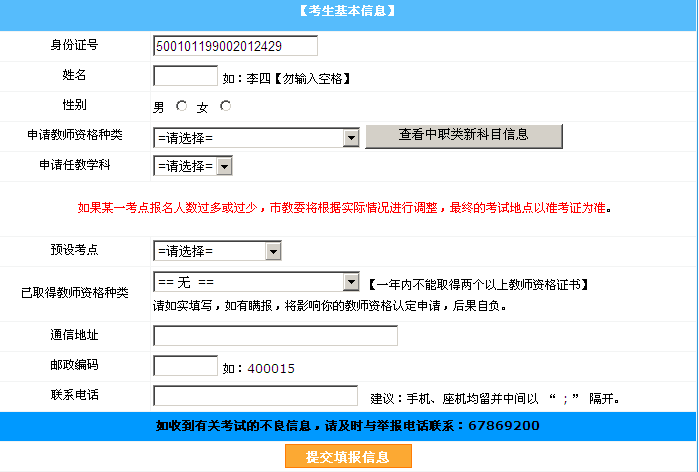 【考生基本信息】
身份证号 500101199002012429
姓名 如：李四【勿输入空格】
性别 男 女
申请教师资格种类 =请选择= 查看中职类新科目信息
申请任教学科 =请选择=
如果某一考点报名人数过多或过少，市教委将根据实际情况进行调整，最终的考试地点以准考证为准。
预设考点 =请选择=
已取得教师资格种类 == 无 == 【一年内不能取得两个以上教师资格证书】
请如实填写，如有瞒报，将影响你的教师资格认定申请，后果自负。
通信地址
邮政编码 如：400015
联系电话 建议：手机、座机均留并中间以 “ ；” 隔开。
如收到有关考试的不良信息，请及时与举报电话联系：67869200
提交填报信息